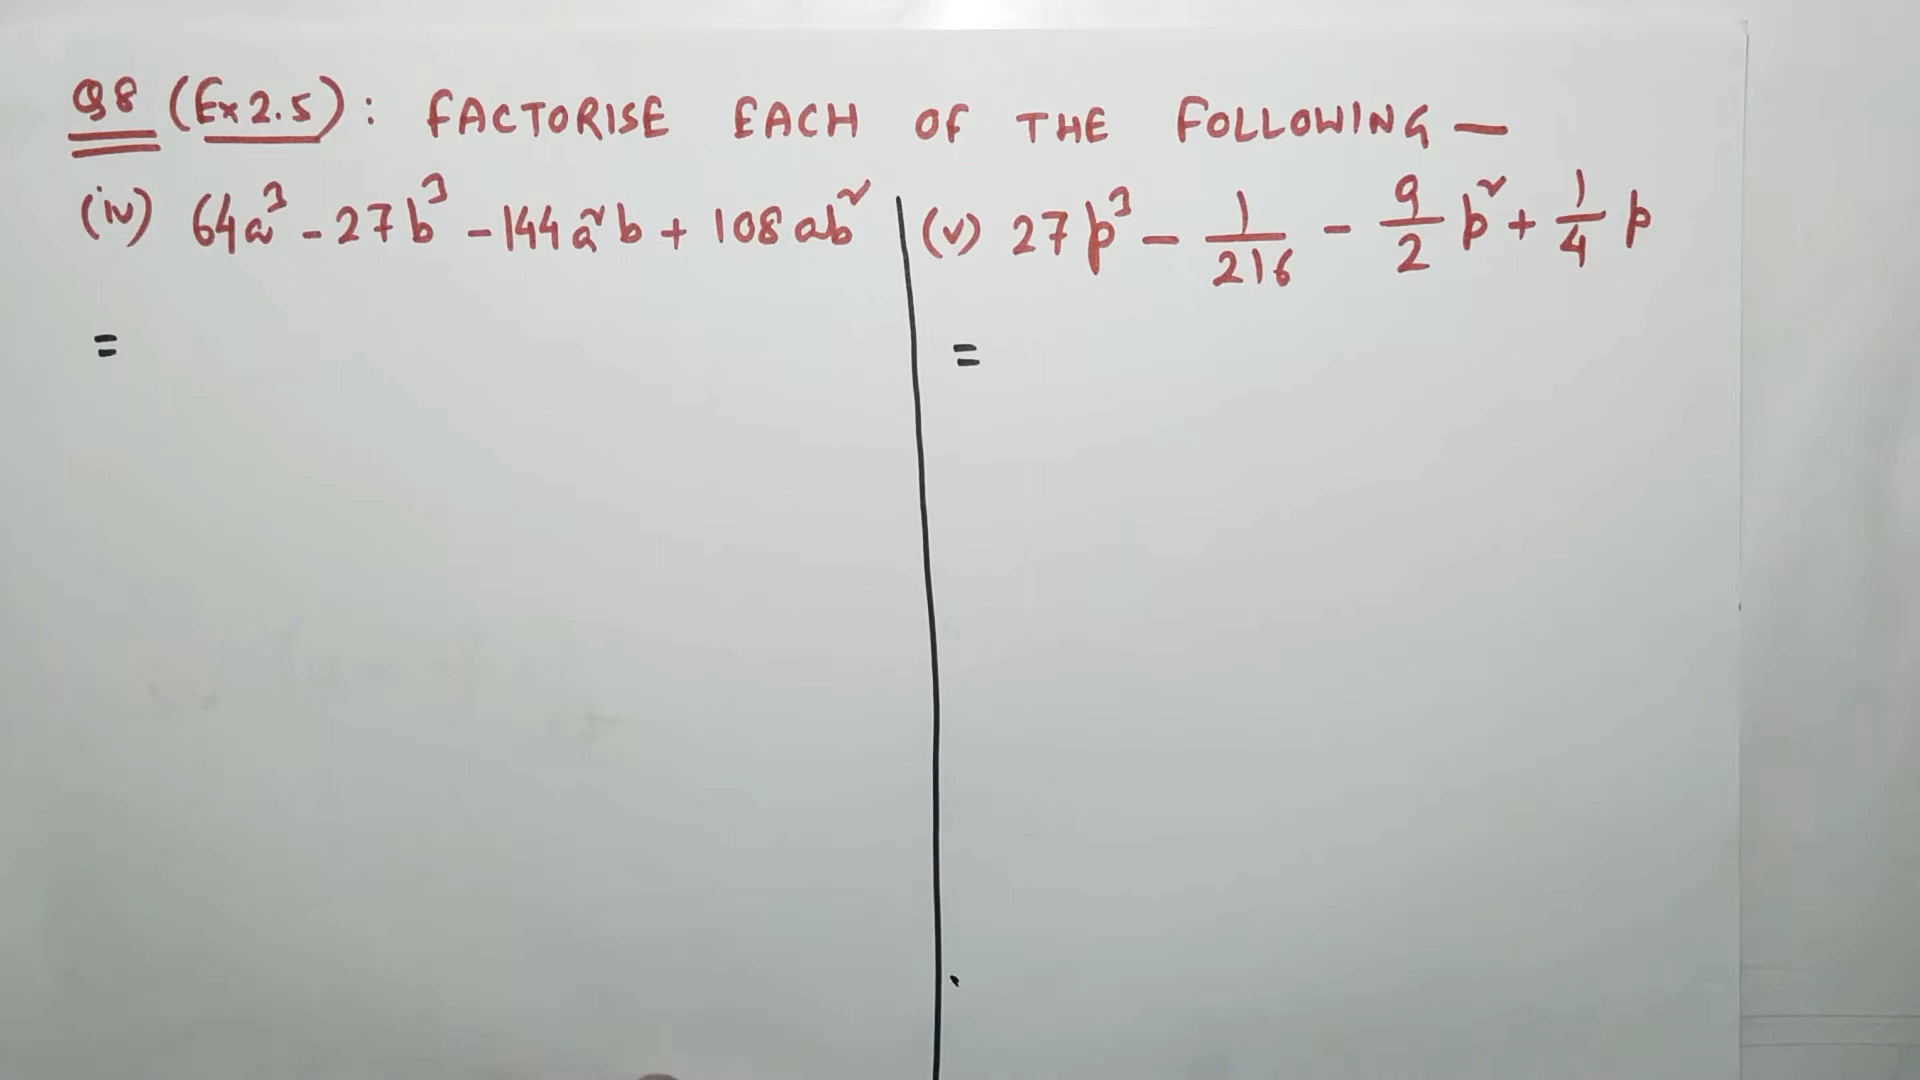 Q8 (Ex 2.5): FACTORISE EACH OF THE FOLLOWING —
(iv) 64a³ - 27b³ - 144a²b + 108ab²
=
(v) 27p³ - 1/216 - 9/2 p² + 1/4 p
=